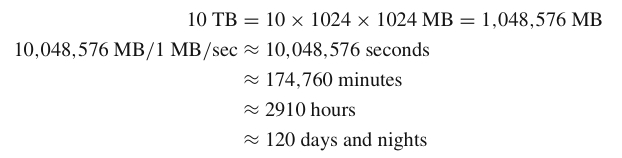 10 TB = 10 × 1024 × 1024 MB = 1,048,576 MB
10,048,576 MB/1 MB/sec ≈ 10,048,576 seconds
≈ 174,760 minutes
≈ 2910 hours
≈ 120 days and nights